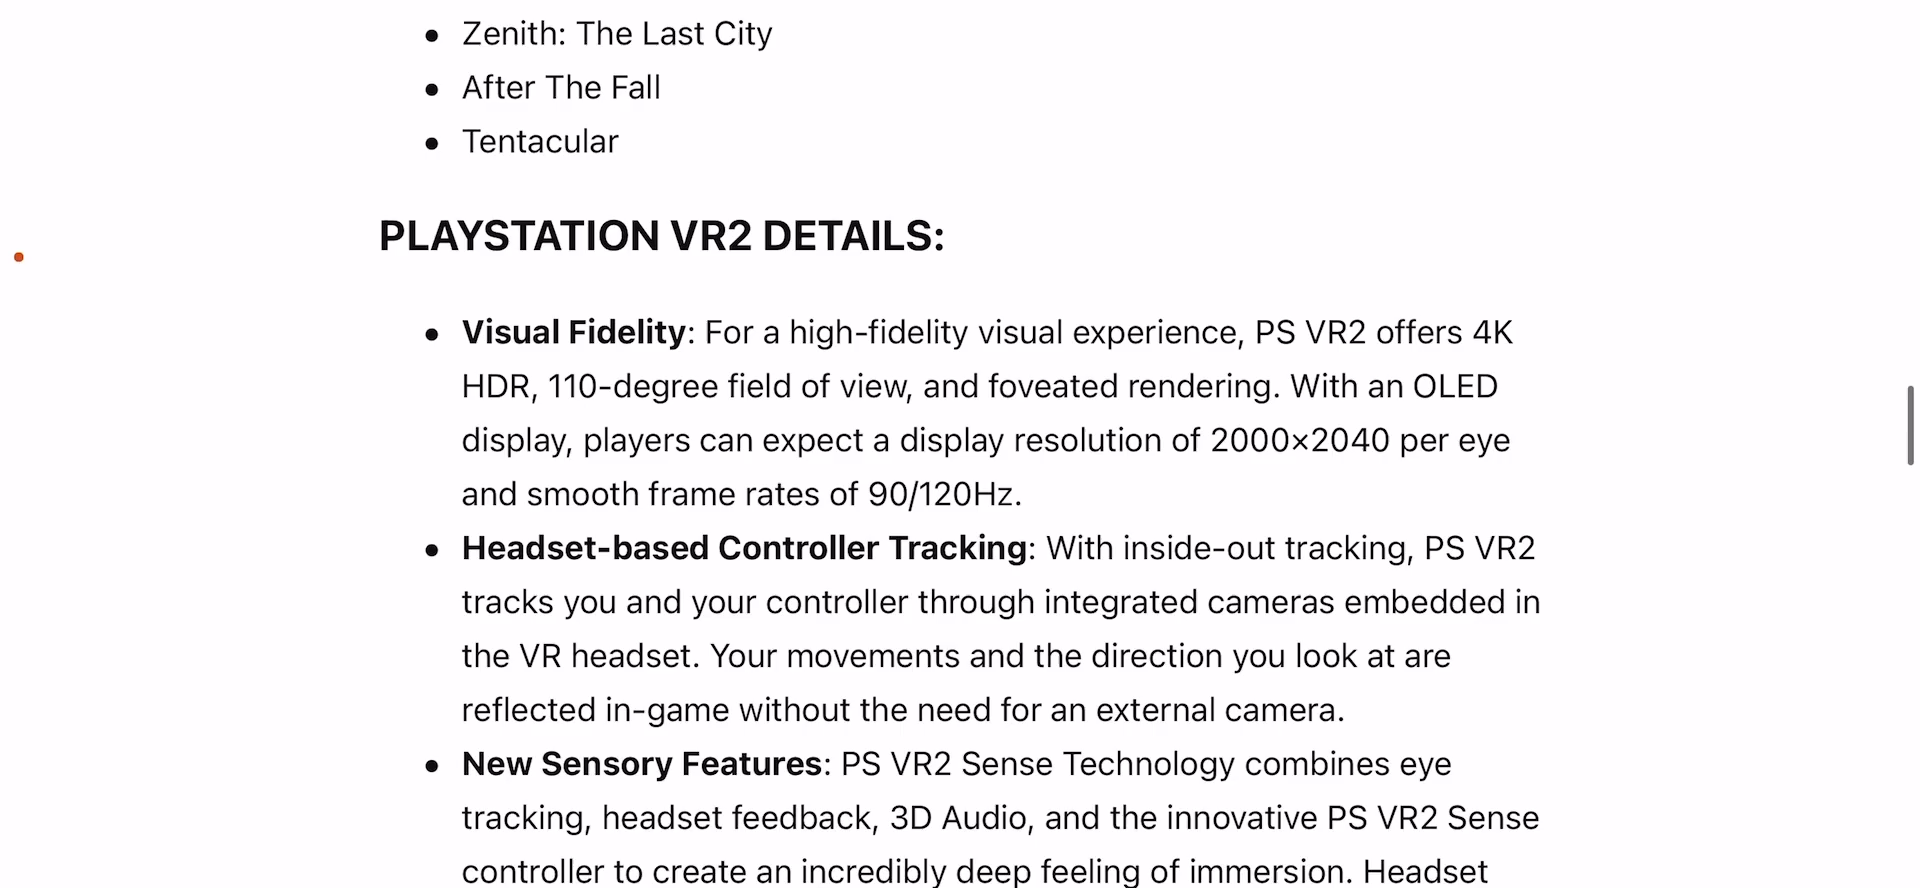 Zenith: The Last City
After The Fall
Tentacular
PLAYSTATION VR2 DETAILS:
Visual Fidelity: For a high-fidelity visual experience, PS VR2 offers 4K
HDR, 110-degree field of view, and foveated rendering. With an OLED
display, players can expect a display resolution of 2000×2040 per eye
and smooth frame rates of 90/120Hz.
Headset-based Controller Tracking: With inside-out tracking, PS VR2
tracks you and your controller through integrated cameras embedded in
the VR headset. Your movements and the direction you look at are
reflected in-game without the need for an external camera.
New Sensory Features: PS VR2 Sense Technology combines eye
tracking, headset feedback, 3D Audio, and the innovative PS VR2 Sense
controller to create an incredibly deep feeling of immersion. Headset